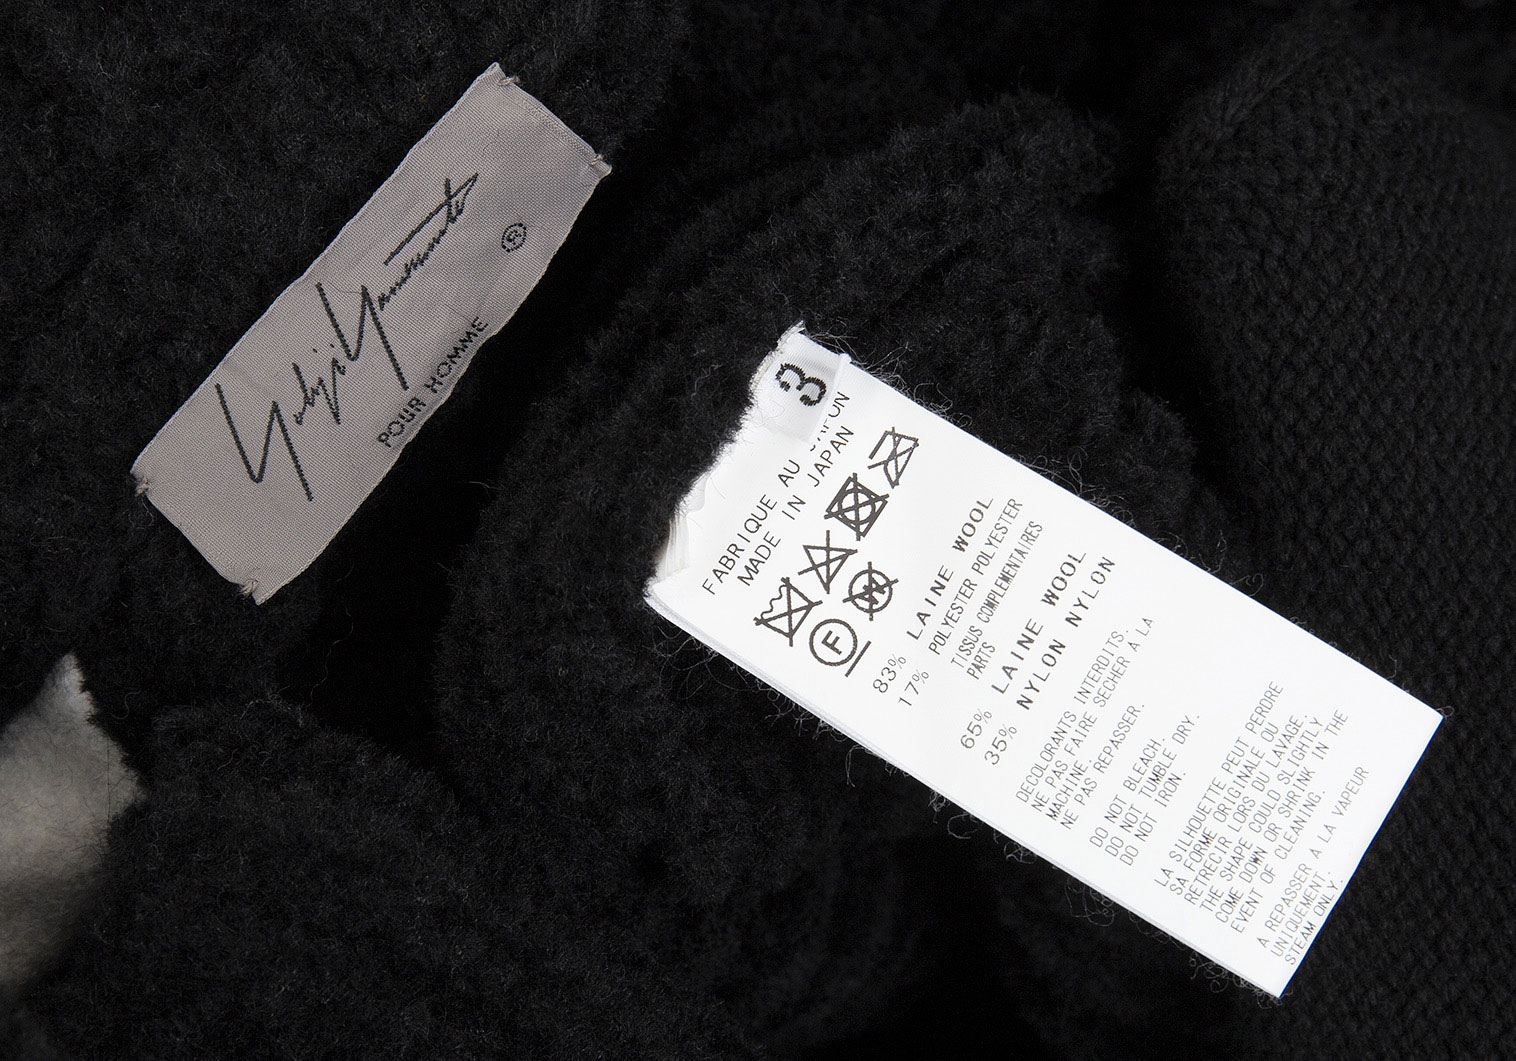 Yohji Yamamoto ®
POUR HOMME
3
FABRIQUE AU JAPON
MADE IN JAPAN
W
F
83% LAINE WOOL
17% POLYESTER POLYESTER
TISSUS COMPLEMENTAIRES
PARTS
65% LAINE WOOL
35% NYLON NYLON
DECOLORANTS INTERDITS.
NE PAS FAIRE SECHER A LA
MACHINE.
NE PAS REPASSER.
DO NOT BLEACH.
DO NOT TUMBLE DRY.
DO NOT IRON.
LA SILHOUETTE PEUT PERDRE
SA FORME ORIGINALE OU
RETRECIR LORS DU LAVAGE.
THE SHAPE COULD SLIGHTLY
COME DOWN OR SHRINK IN THE
EVENT OF CLEANING.
A REPASSER A LA VAPEUR
UNIQUEMENT.
STEAM ONLY.